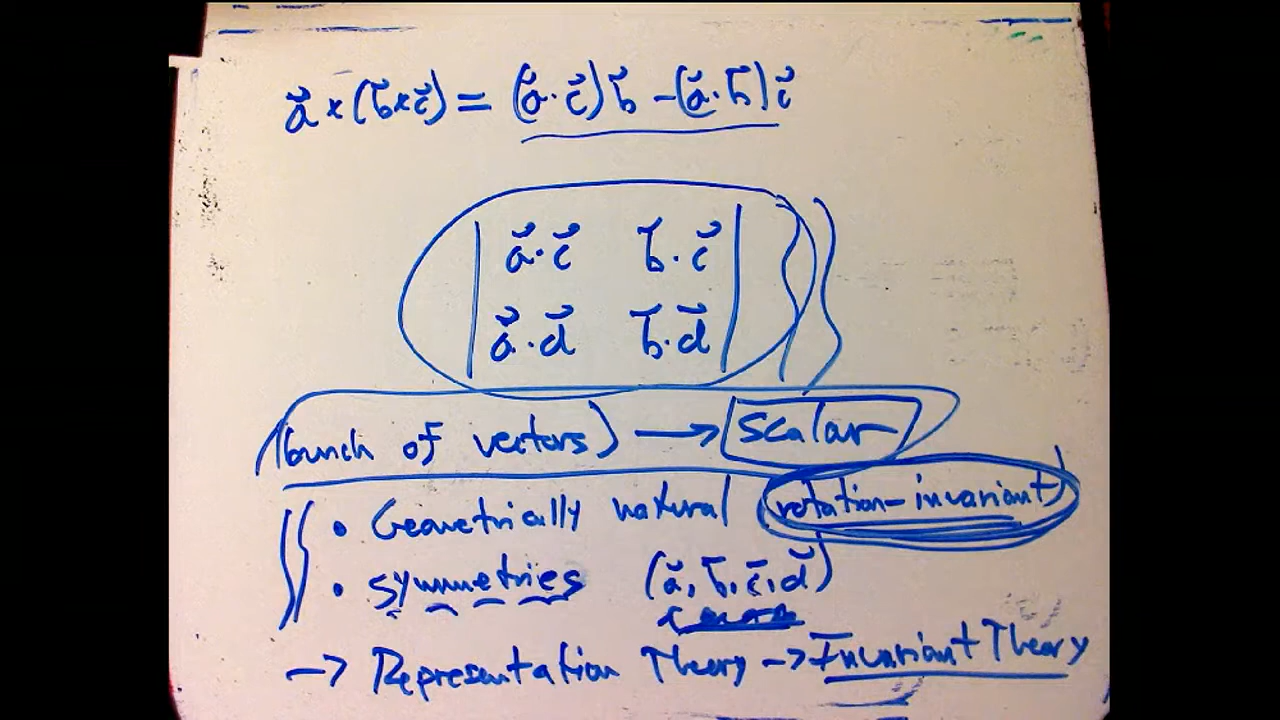 a⃗ × (b⃗ × c⃗) = (a⃗ · c⃗) b⃗ − (a⃗ · b⃗) c⃗
| a⃗ · c⃗ b⃗ · c⃗ |
| a⃗ · d⃗ b⃗ · d⃗ |
(bunch of vectors) → scalar
• Geometrically natural (rotation-invariant)
• symmetries (a⃗, b⃗, c⃗, d⃗)
→ Representation Theory → Invariant Theory